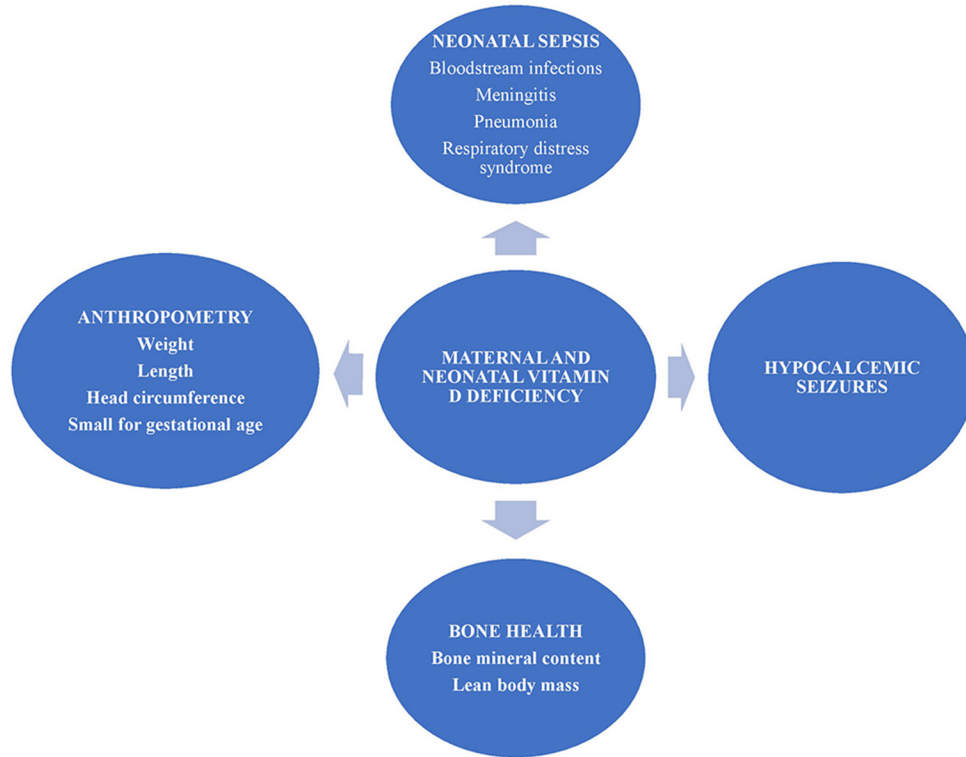 NEONATAL SEPSIS
Bloodstream infections
Meningitis
Pneumonia
Respiratory distress
syndrome
ANTHROPOMETRY
Weight
Length
Head circumference
Small for gestational age
MATERNAL AND
NEONATAL VITAMIN
D DEFICIENCY
HYPOCALCEMIC
SEIZURES
BONE HEALTH
Bone mineral content
Lean body mass